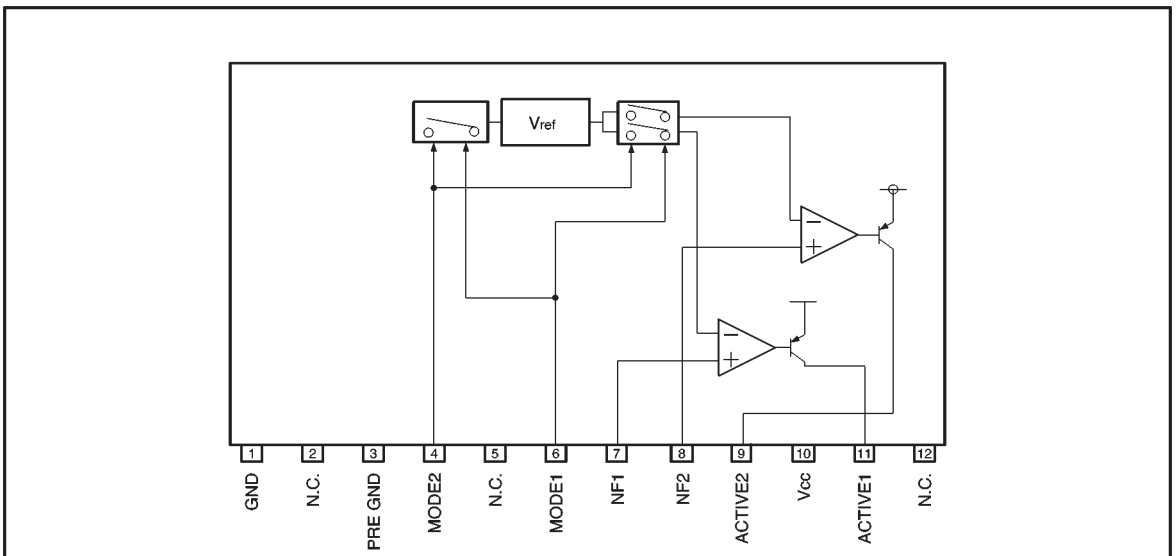 Vref
−
+
−
+
1 2 3 4 5 6 7 8 9 10 11 12
GND
N.C.
PRE GND
MODE2
N.C.
MODE1
NF1
NF2
ACTIVE2
Vcc
ACTIVE1
N.C.